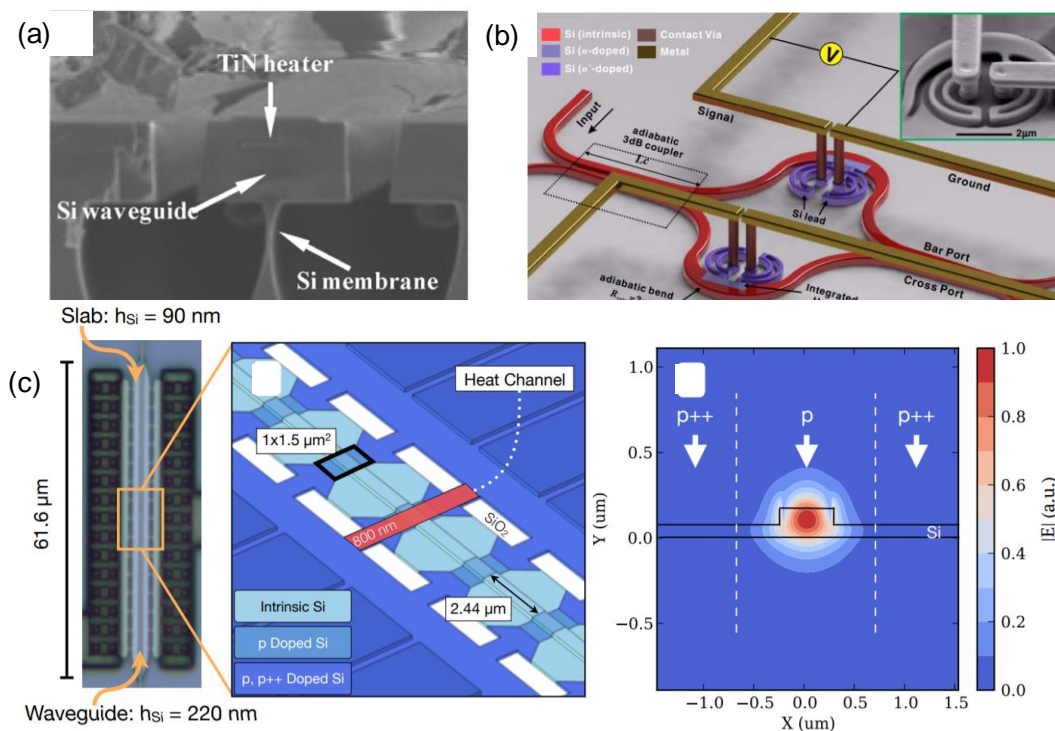 (a)
TiN heater
Si waveguide
Si membrane
(b)
Si (intrinsic)
Si (n-doped)
Si (n+-doped)
Contact Via
Metal
V
2μm
Signal
Input
adiabatic
3dB coupler
Lc
Ground
Si lead
Bar Port
Cross Port
adiabatic bend
Integrated
(c)
Slab: hSi = 90 nm
61.6 μm
Waveguide: hSi = 220 nm
Heat Channel
1x1.5 μm²
800 nm
SiO₂
2.44 μm
Intrinsic Si
p Doped Si
p, p++ Doped Si
p++
p
p++
Si
Y (um)
1.0
0.5
0.0
−0.5
−1.0
−0.5
0.0
0.5
1.0
1.5
X (um)
1.0
0.8
0.6
0.4
0.2
0.0
|E| (a.u.)